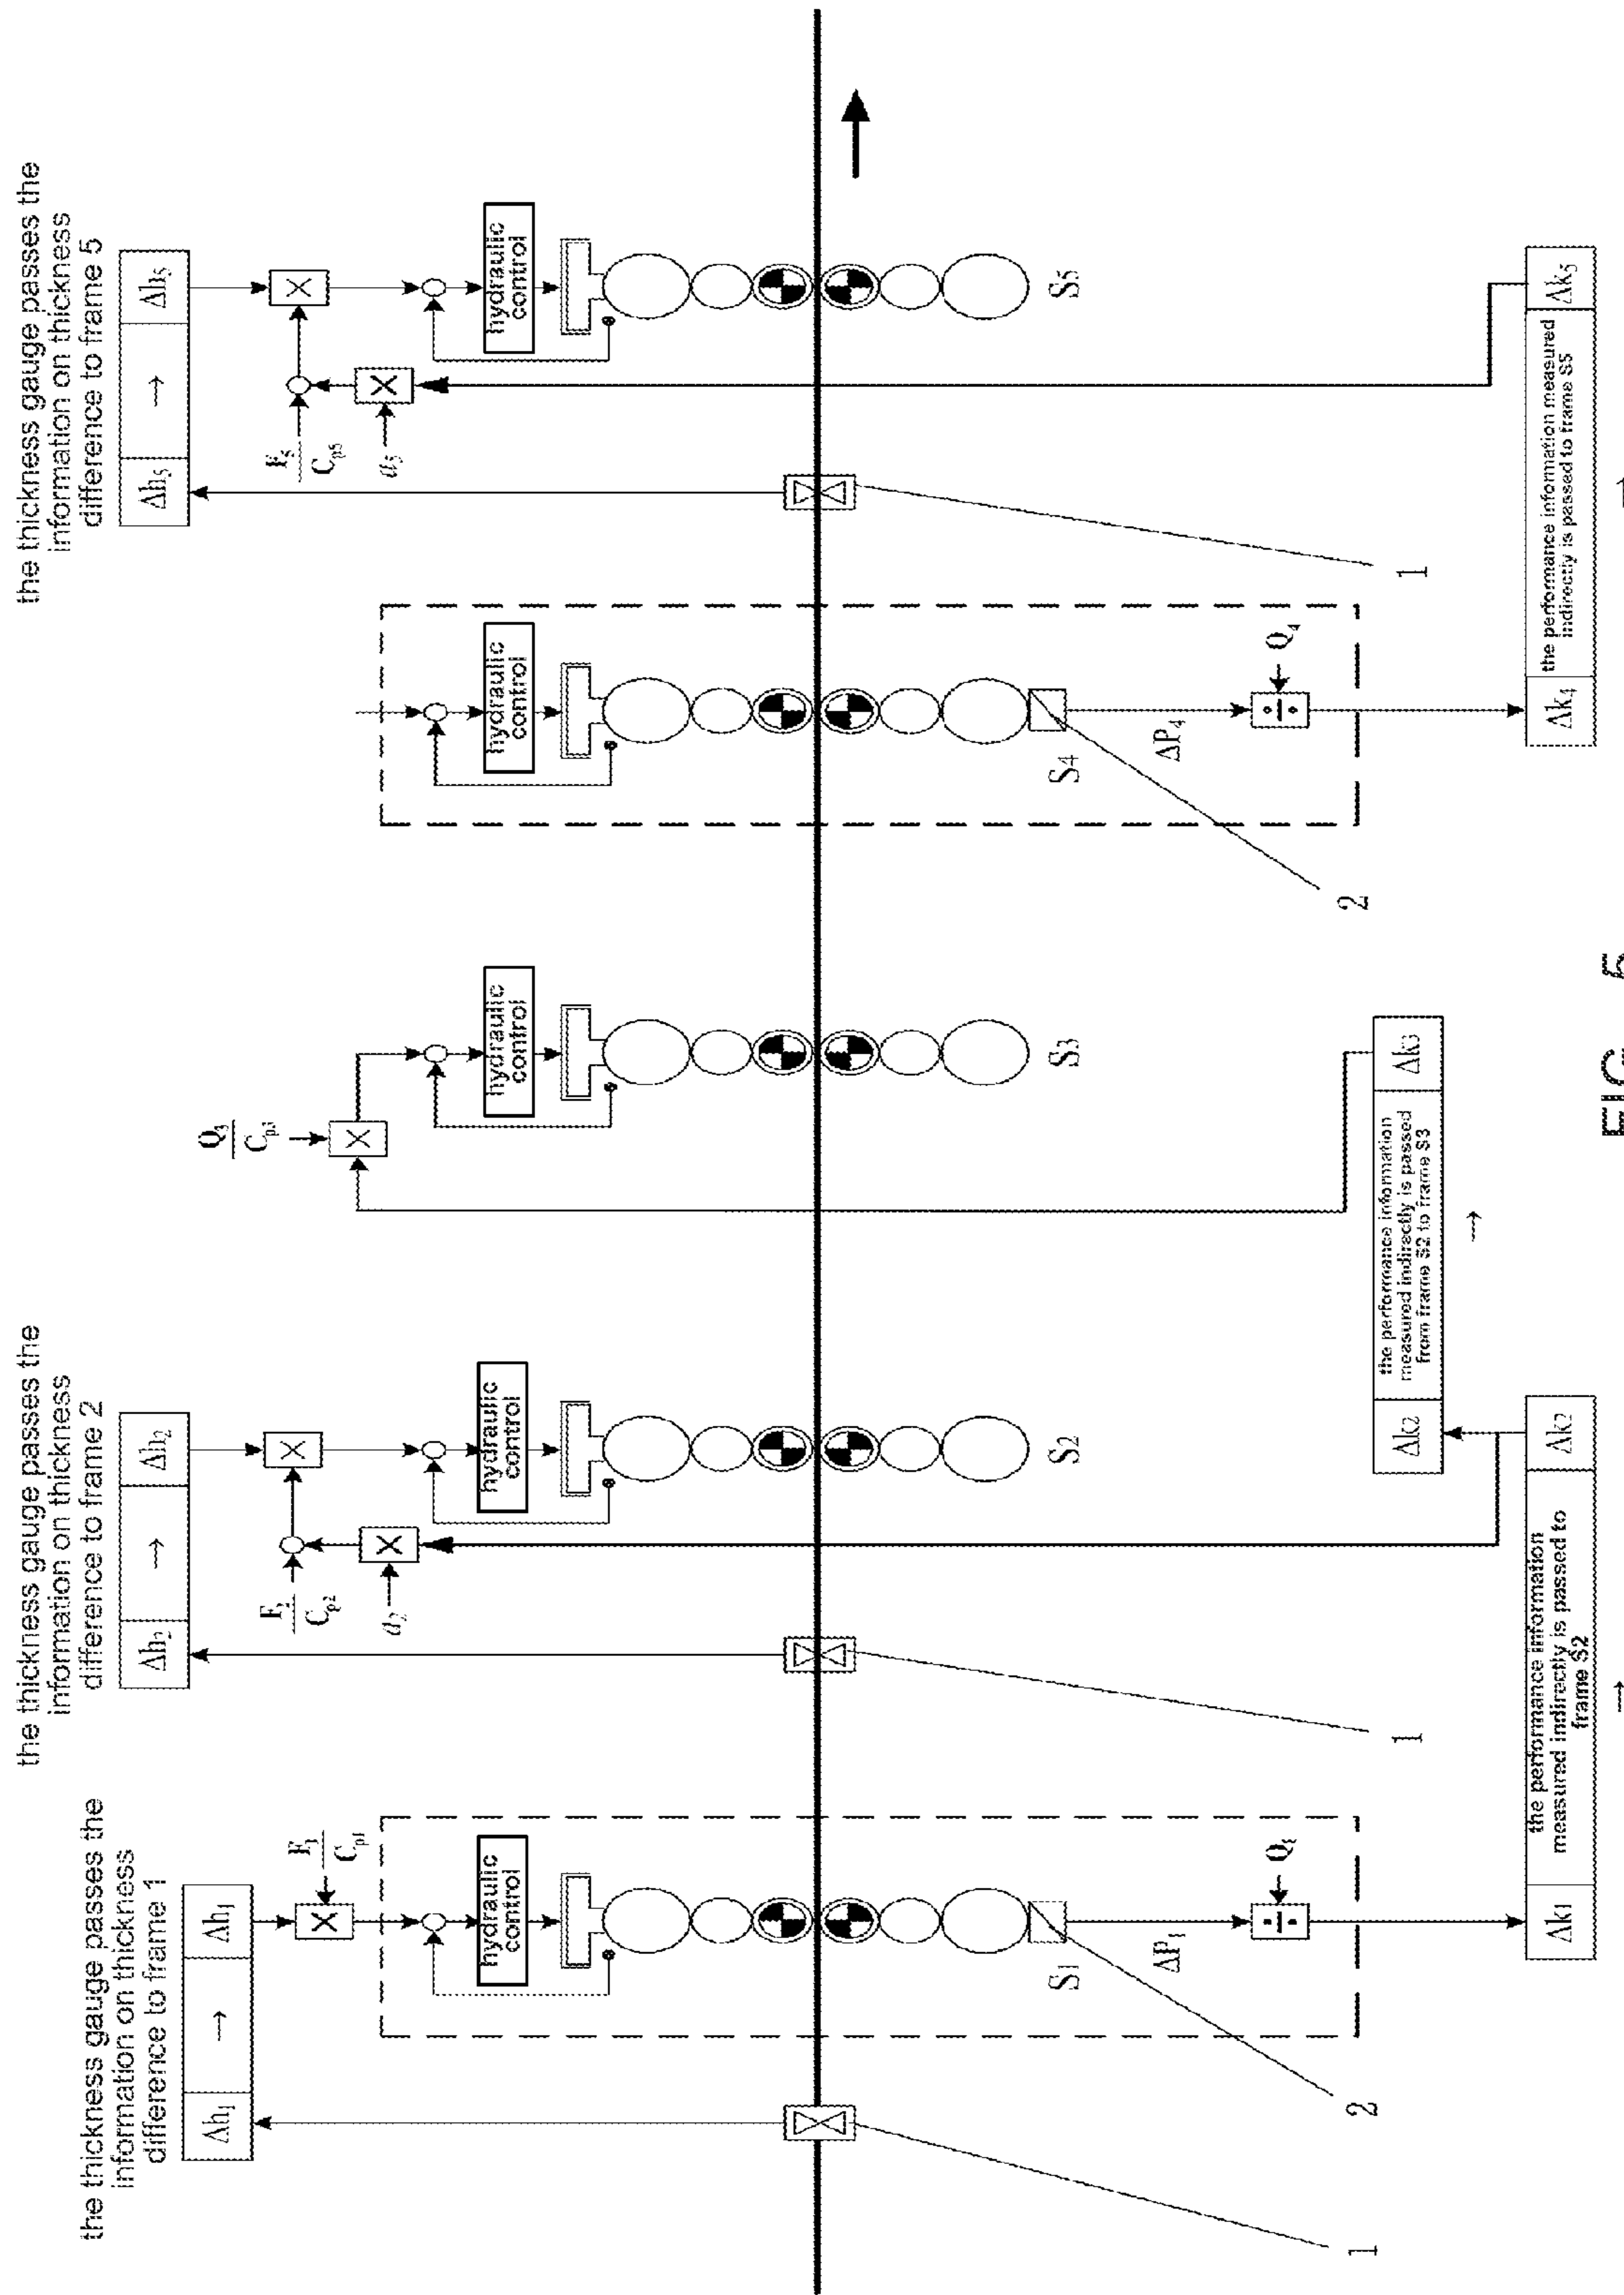 the thickness gauge passes the
information on thickness
difference to frame 1
Δh₁ → Δh₁
F₁
Cp1
X
hydraulic
control
S1
ΔP₁
÷
Q₁
Δk1
the performance information
measured indirectly is passed to
frame S2
Δk2
→
1
2
the thickness gauge passes the
information on thickness
difference to frame 2
Δh₂ → Δh₂
X
Cp2
a₂
X
hydraulic
control
S2
1
Δk2
the performance information
measured indirectly is passed
from frame S2 to frame S3
Δk3
→
Q₃
Cp3
X
hydraulic
control
S3
hydraulic
control
S4
ΔP₄
÷
Q₄
2
Δk4
the performance information measured
indirectly is passed to frame S5
Δk5
→
the thickness gauge passes the
information on thickness
difference to frame 5
Δh₅ → Δh₅
X
F₅
Cp5
a₅
X
hydraulic
control
S5
1
FIG. 5